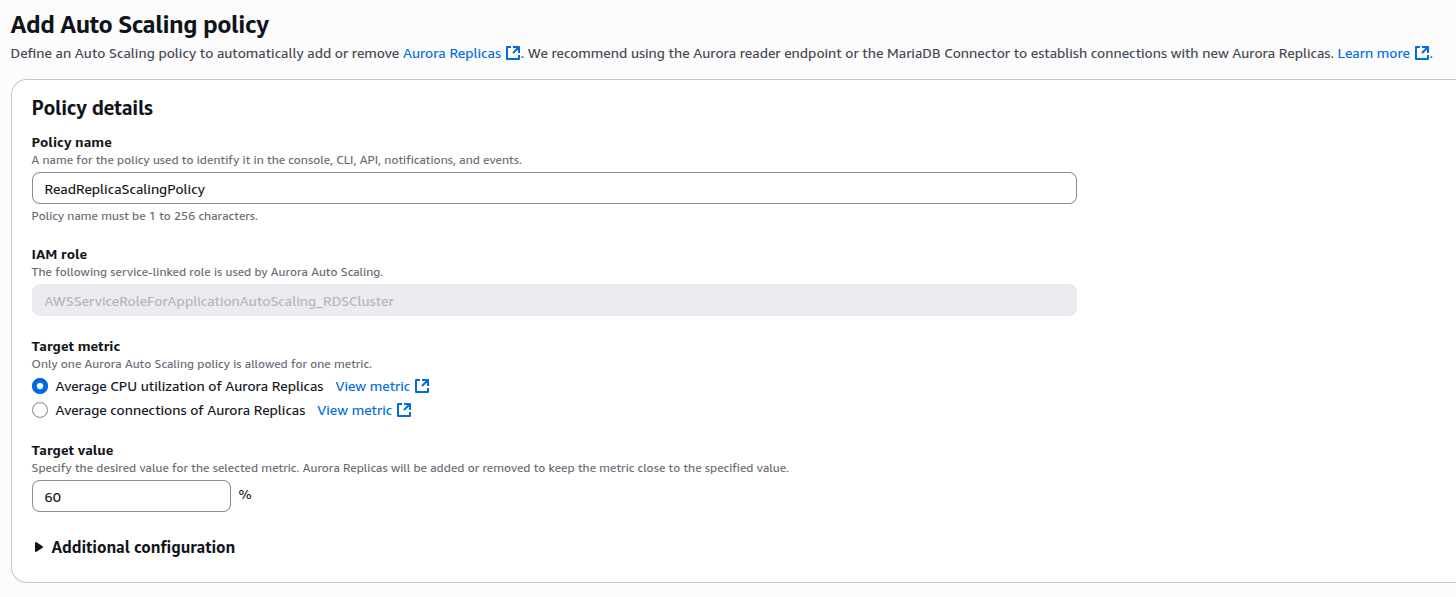 Add Auto Scaling policy
Define an Auto Scaling policy to automatically add or remove Aurora Replicas. We recommend using the Aurora reader endpoint or the MariaDB Connector to establish connections with new Aurora Replicas. Learn more.
Policy details
Policy name
A name for the policy used to identify it in the console, CLI, API, notifications, and events.
ReadReplicaScalingPolicy
Policy name must be 1 to 256 characters.
IAM role
The following service-linked role is used by Aurora Auto Scaling.
AWSServiceRoleForApplicationAutoScaling_RDSCluster
Target metric
Only one Aurora Auto Scaling policy is allowed for one metric.
Average CPU utilization of Aurora Replicas View metric
Average connections of Aurora Replicas View metric
Target value
Specify the desired value for the selected metric. Aurora Replicas will be added or removed to keep the metric close to the specified value.
60 %
Additional configuration